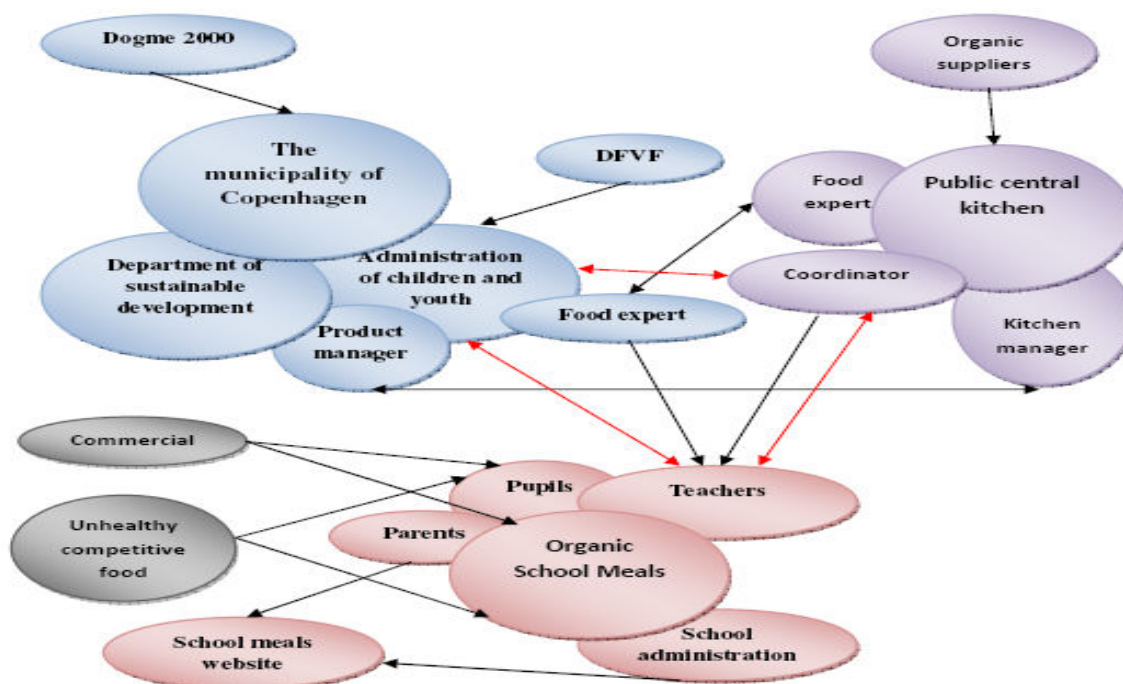 Dogme 2000
Organic
suppliers
The
municipality of
Copenhagen
DFVF
Food
expert
Public central
kitchen
Department of
sustainable
development
Administration
of children and
youth
Coordinator
Food expert
Product
manager
Kitchen
manager
Commercial
Pupils
Teachers
Unhealthy
competitive
food
Parents
Organic
School Meals
School meals
website
School
administration